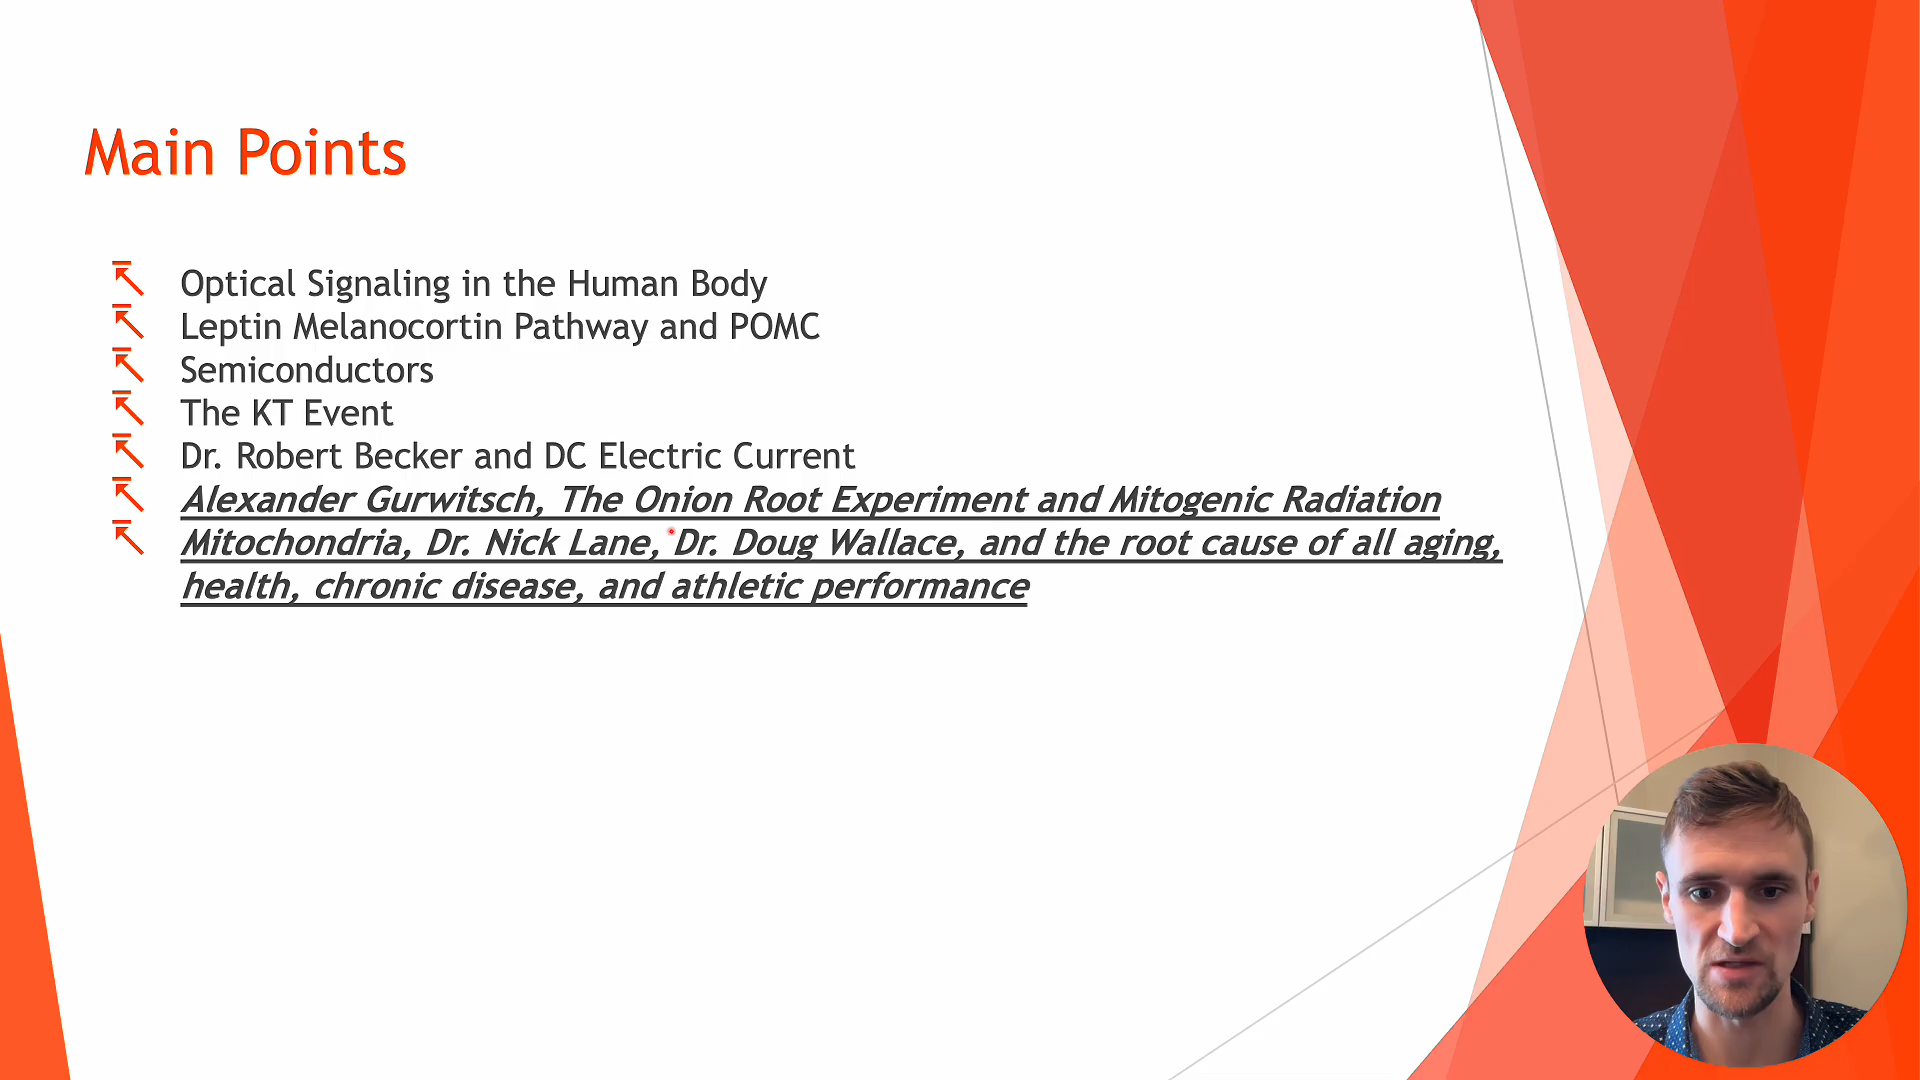 Main Points
Optical Signaling in the Human Body
Leptin Melanocortin Pathway and POMC
Semiconductors
The KT Event
Dr. Robert Becker and DC Electric Current
Alexander Gurwitsch, The Onion Root Experiment and Mitogenic Radiation
Mitochondria, Dr. Nick Lane, Dr. Doug Wallace, and the root cause of all aging,
health, chronic disease, and athletic performance